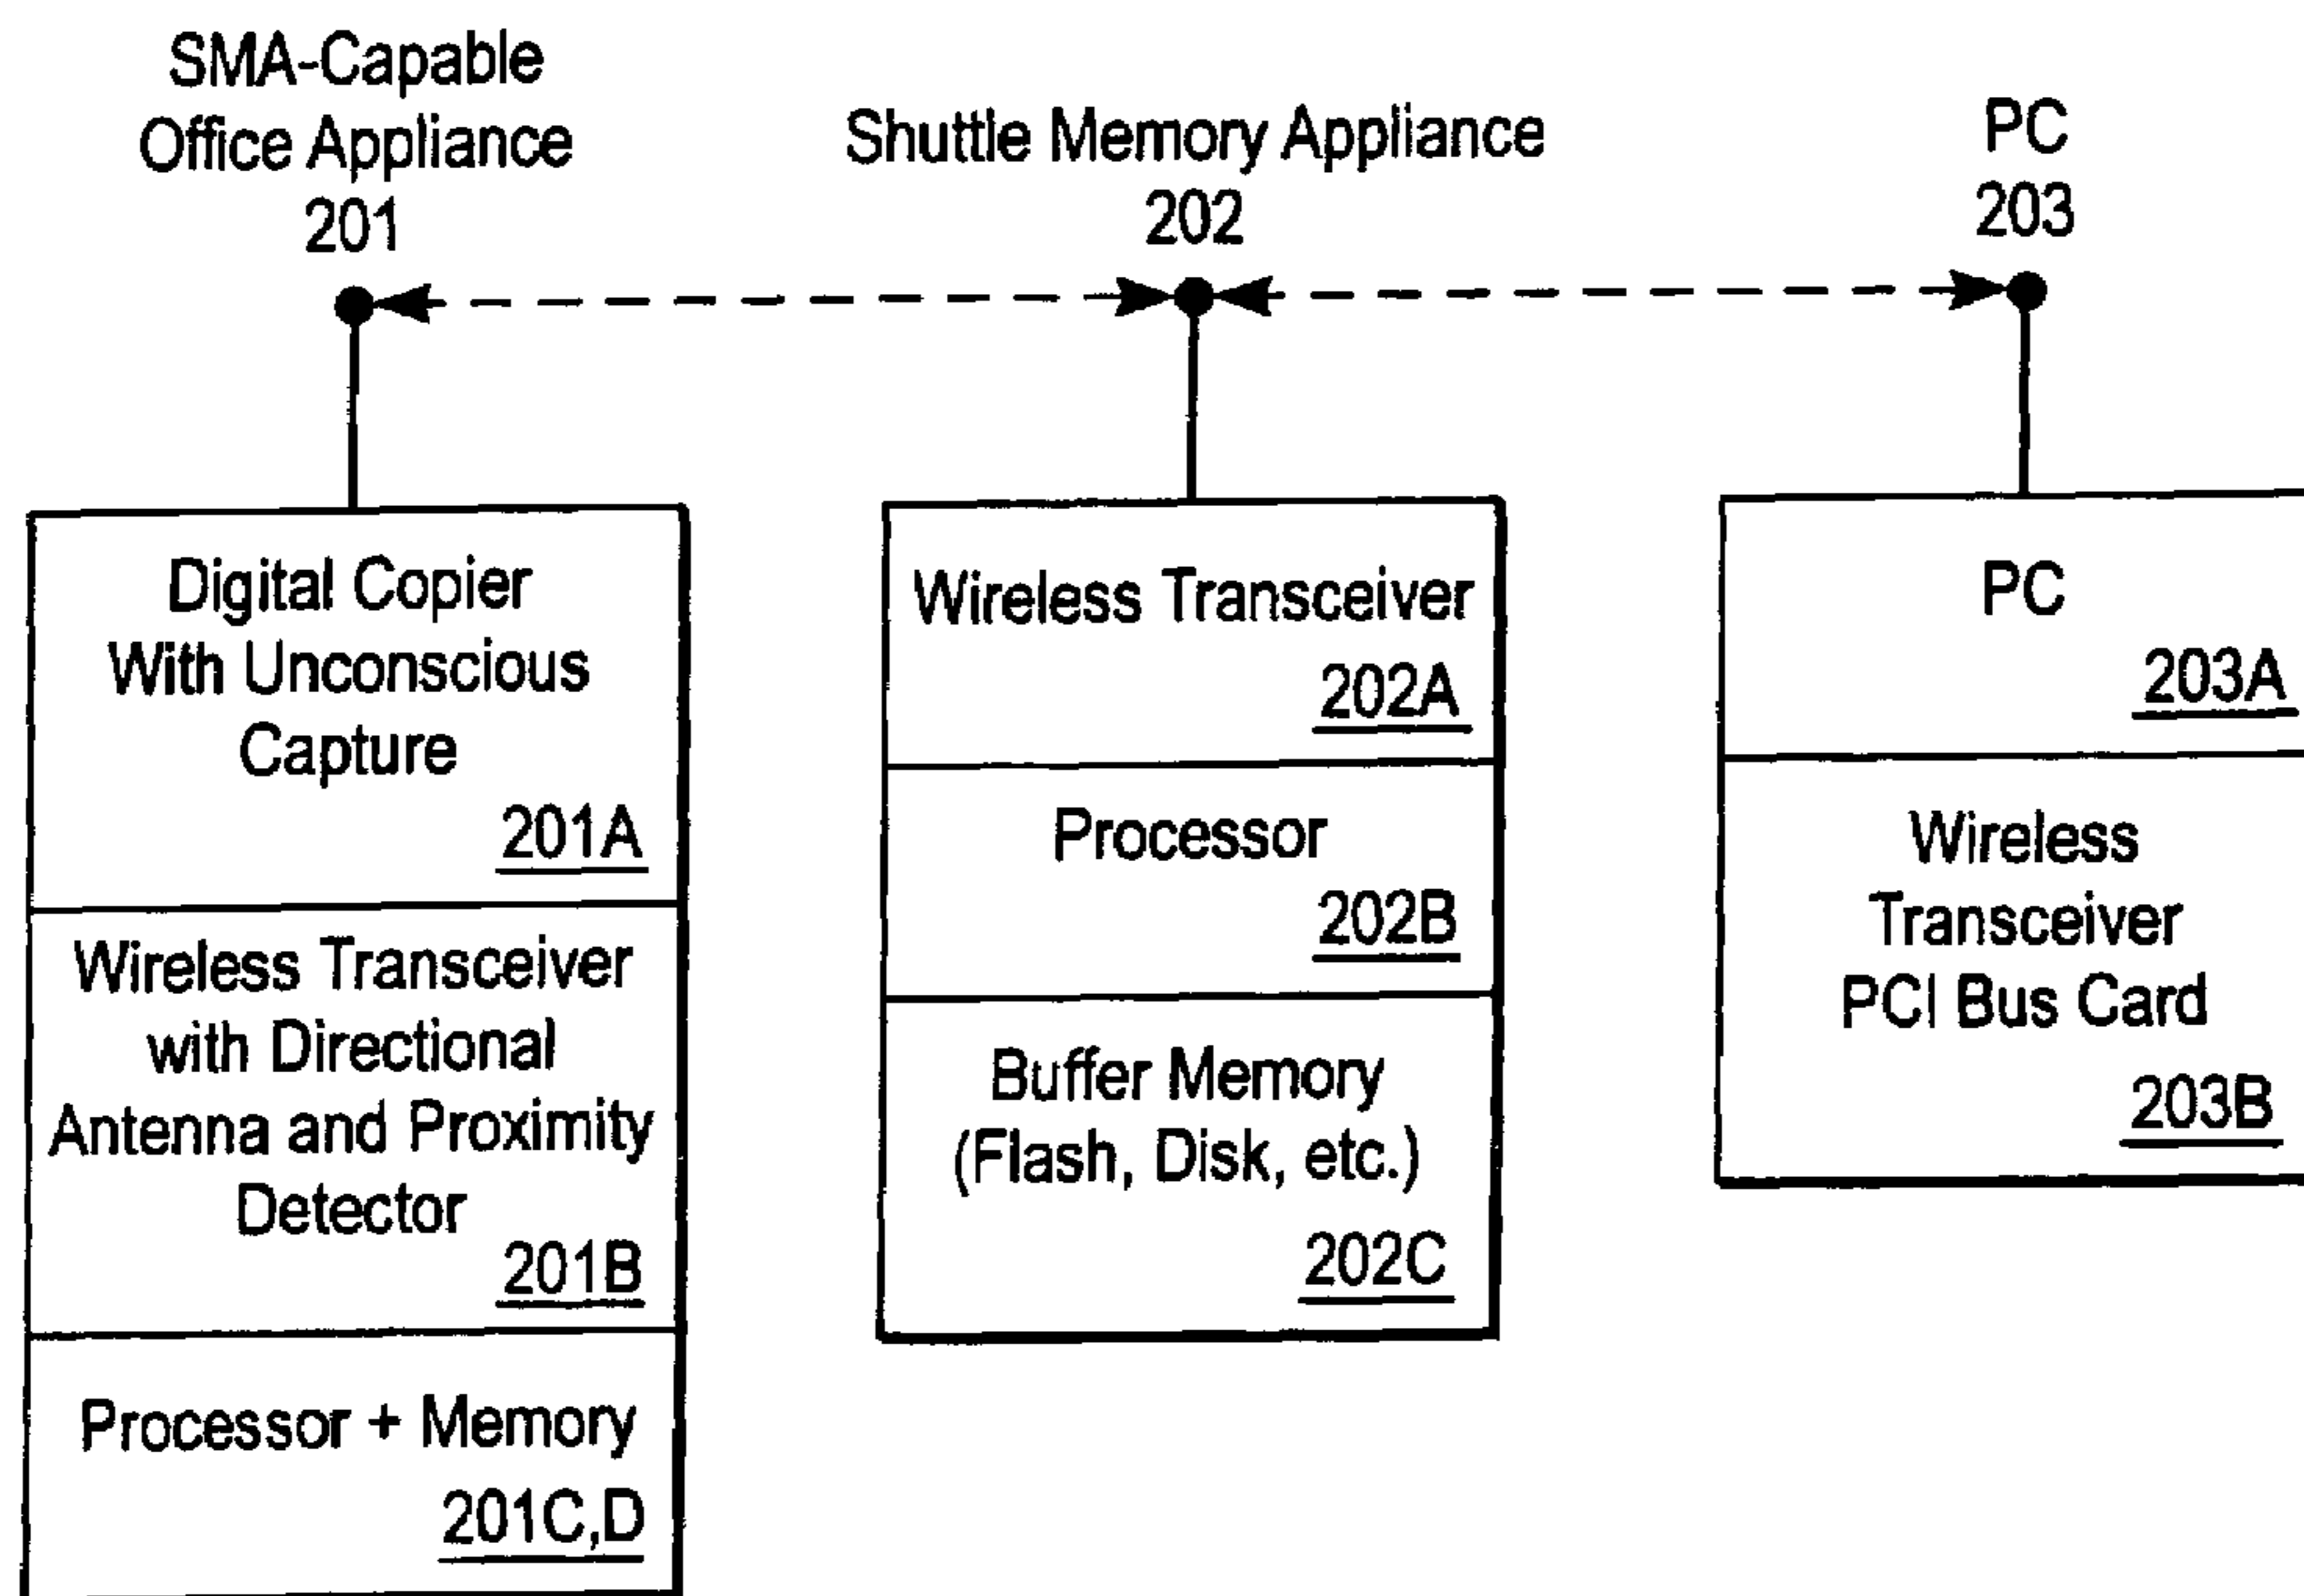 SMA-Capable
Office Appliance
201
Shuttle Memory Appliance
202
PC
203
Digital Copier
With Unconscious
Capture
201A
Wireless Transceiver
with Directional
Antenna and Proximity
Detector
201B
Processor + Memory
201C,D
Wireless Transceiver
202A
Processor
202B
Buffer Memory
(Flash, Disk, etc.)
202C
PC
203A
Wireless
Transceiver
PCI Bus Card
203B